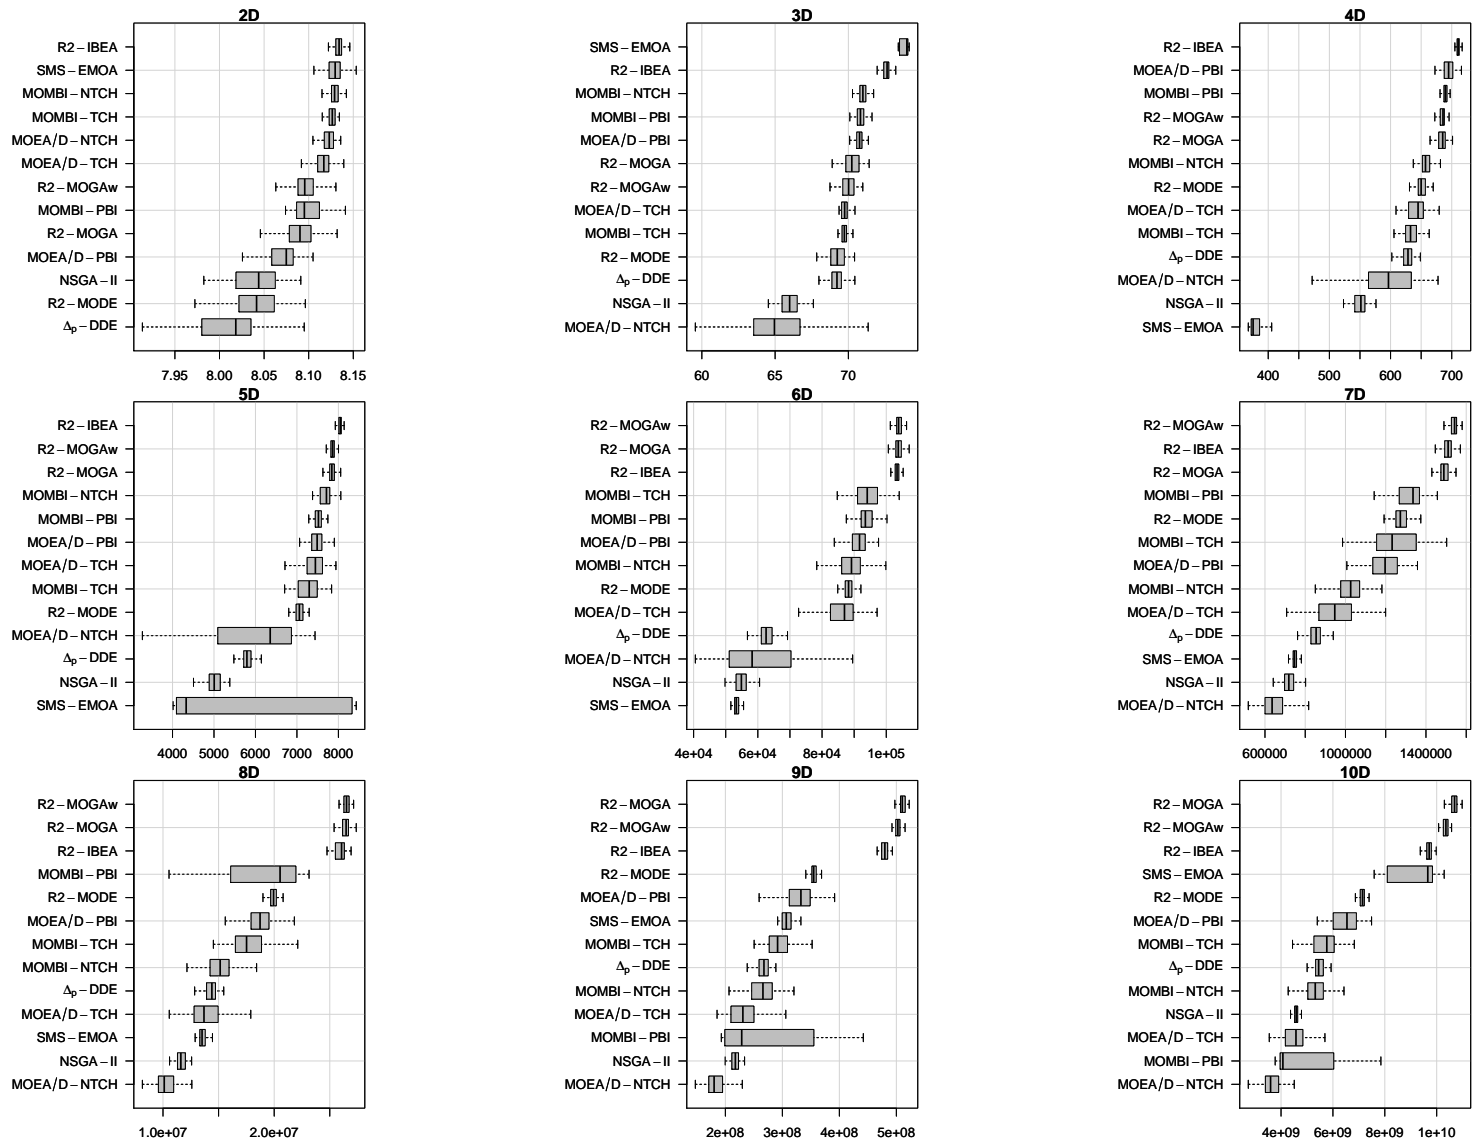 2D
R2−IBEA
SMS−EMOA
MOMBI−NTCH
MOMBI−TCH
MOEA/D−NTCH
MOEA/D−TCH
R2−MOGAw
MOMBI−PBI
R2−MOGA
MOEA/D−PBI
NSGA−II
R2−MODE
Δp−DDE
7.95 8.00 8.05 8.10 8.15
3D
SMS−EMOA
R2−IBEA
MOMBI−NTCH
MOMBI−PBI
MOEA/D−PBI
R2−MOGA
R2−MOGAw
MOEA/D−TCH
MOMBI−TCH
R2−MODE
Δp−DDE
NSGA−II
MOEA/D−NTCH
60 65 70
4D
R2−IBEA
MOEA/D−PBI
MOMBI−PBI
R2−MOGAw
R2−MOGA
MOMBI−NTCH
R2−MODE
MOEA/D−TCH
MOMBI−TCH
Δp−DDE
MOEA/D−NTCH
NSGA−II
SMS−EMOA
400 500 600 700
5D
R2−IBEA
R2−MOGAw
R2−MOGA
MOMBI−NTCH
MOMBI−PBI
MOEA/D−PBI
MOEA/D−TCH
MOMBI−TCH
R2−MODE
MOEA/D−NTCH
Δp−DDE
NSGA−II
SMS−EMOA
4000 5000 6000 7000 8000
6D
R2−MOGAw
R2−MOGA
R2−IBEA
MOMBI−TCH
MOMBI−PBI
MOEA/D−PBI
MOMBI−NTCH
R2−MODE
MOEA/D−TCH
Δp−DDE
MOEA/D−NTCH
NSGA−II
SMS−EMOA
4e+04 6e+04 8e+04 1e+05
7D
R2−MOGAw
R2−IBEA
R2−MOGA
MOMBI−PBI
R2−MODE
MOMBI−TCH
MOEA/D−PBI
MOMBI−NTCH
MOEA/D−TCH
Δp−DDE
SMS−EMOA
NSGA−II
MOEA/D−NTCH
600000 1000000 1400000
8D
R2−MOGAw
R2−MOGA
R2−IBEA
MOMBI−PBI
R2−MODE
MOEA/D−PBI
MOMBI−TCH
MOMBI−NTCH
Δp−DDE
MOEA/D−TCH
SMS−EMOA
NSGA−II
MOEA/D−NTCH
1.0e+07 2.0e+07
9D
R2−MOGA
R2−MOGAw
R2−IBEA
R2−MODE
MOEA/D−PBI
SMS−EMOA
MOMBI−TCH
Δp−DDE
MOMBI−NTCH
MOEA/D−TCH
MOMBI−PBI
NSGA−II
MOEA/D−NTCH
2e+08 3e+08 4e+08 5e+08
10D
R2−MOGA
R2−MOGAw
R2−IBEA
SMS−EMOA
R2−MODE
MOEA/D−PBI
MOMBI−TCH
Δp−DDE
MOMBI−NTCH
NSGA−II
MOEA/D−TCH
MOMBI−PBI
MOEA/D−NTCH
4e+09 6e+09 8e+09 1e+10